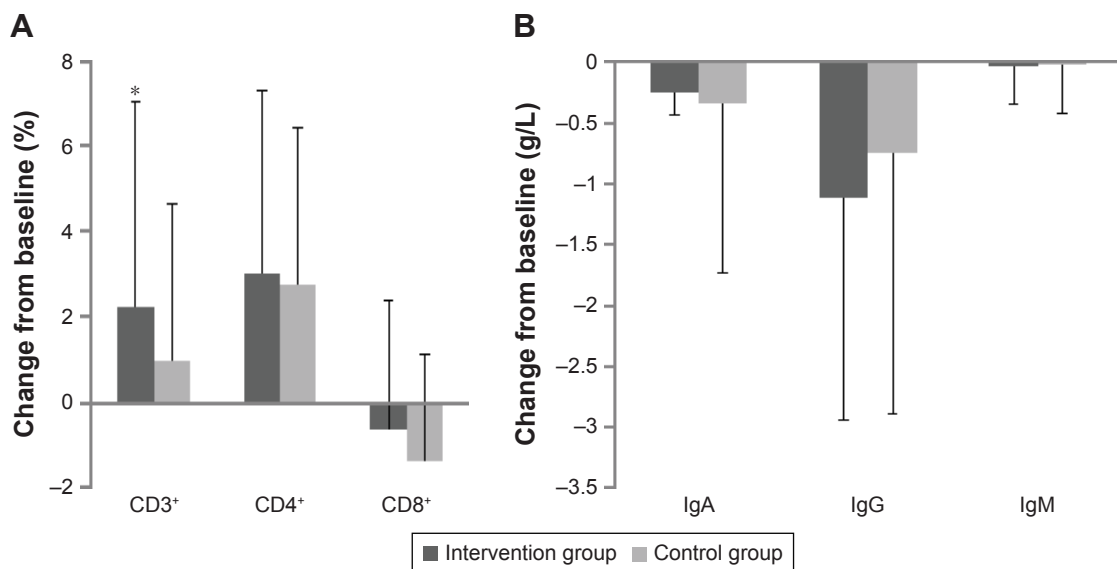 A
Change from baseline (%)
8
6
4
2
0
–2
*
CD3⁺
CD4⁺
CD8⁺
B
Change from baseline (g/L)
0
–0.5
–1
–1.5
–2
–2.5
–3
–3.5
IgA
IgG
IgM
Intervention group
Control group